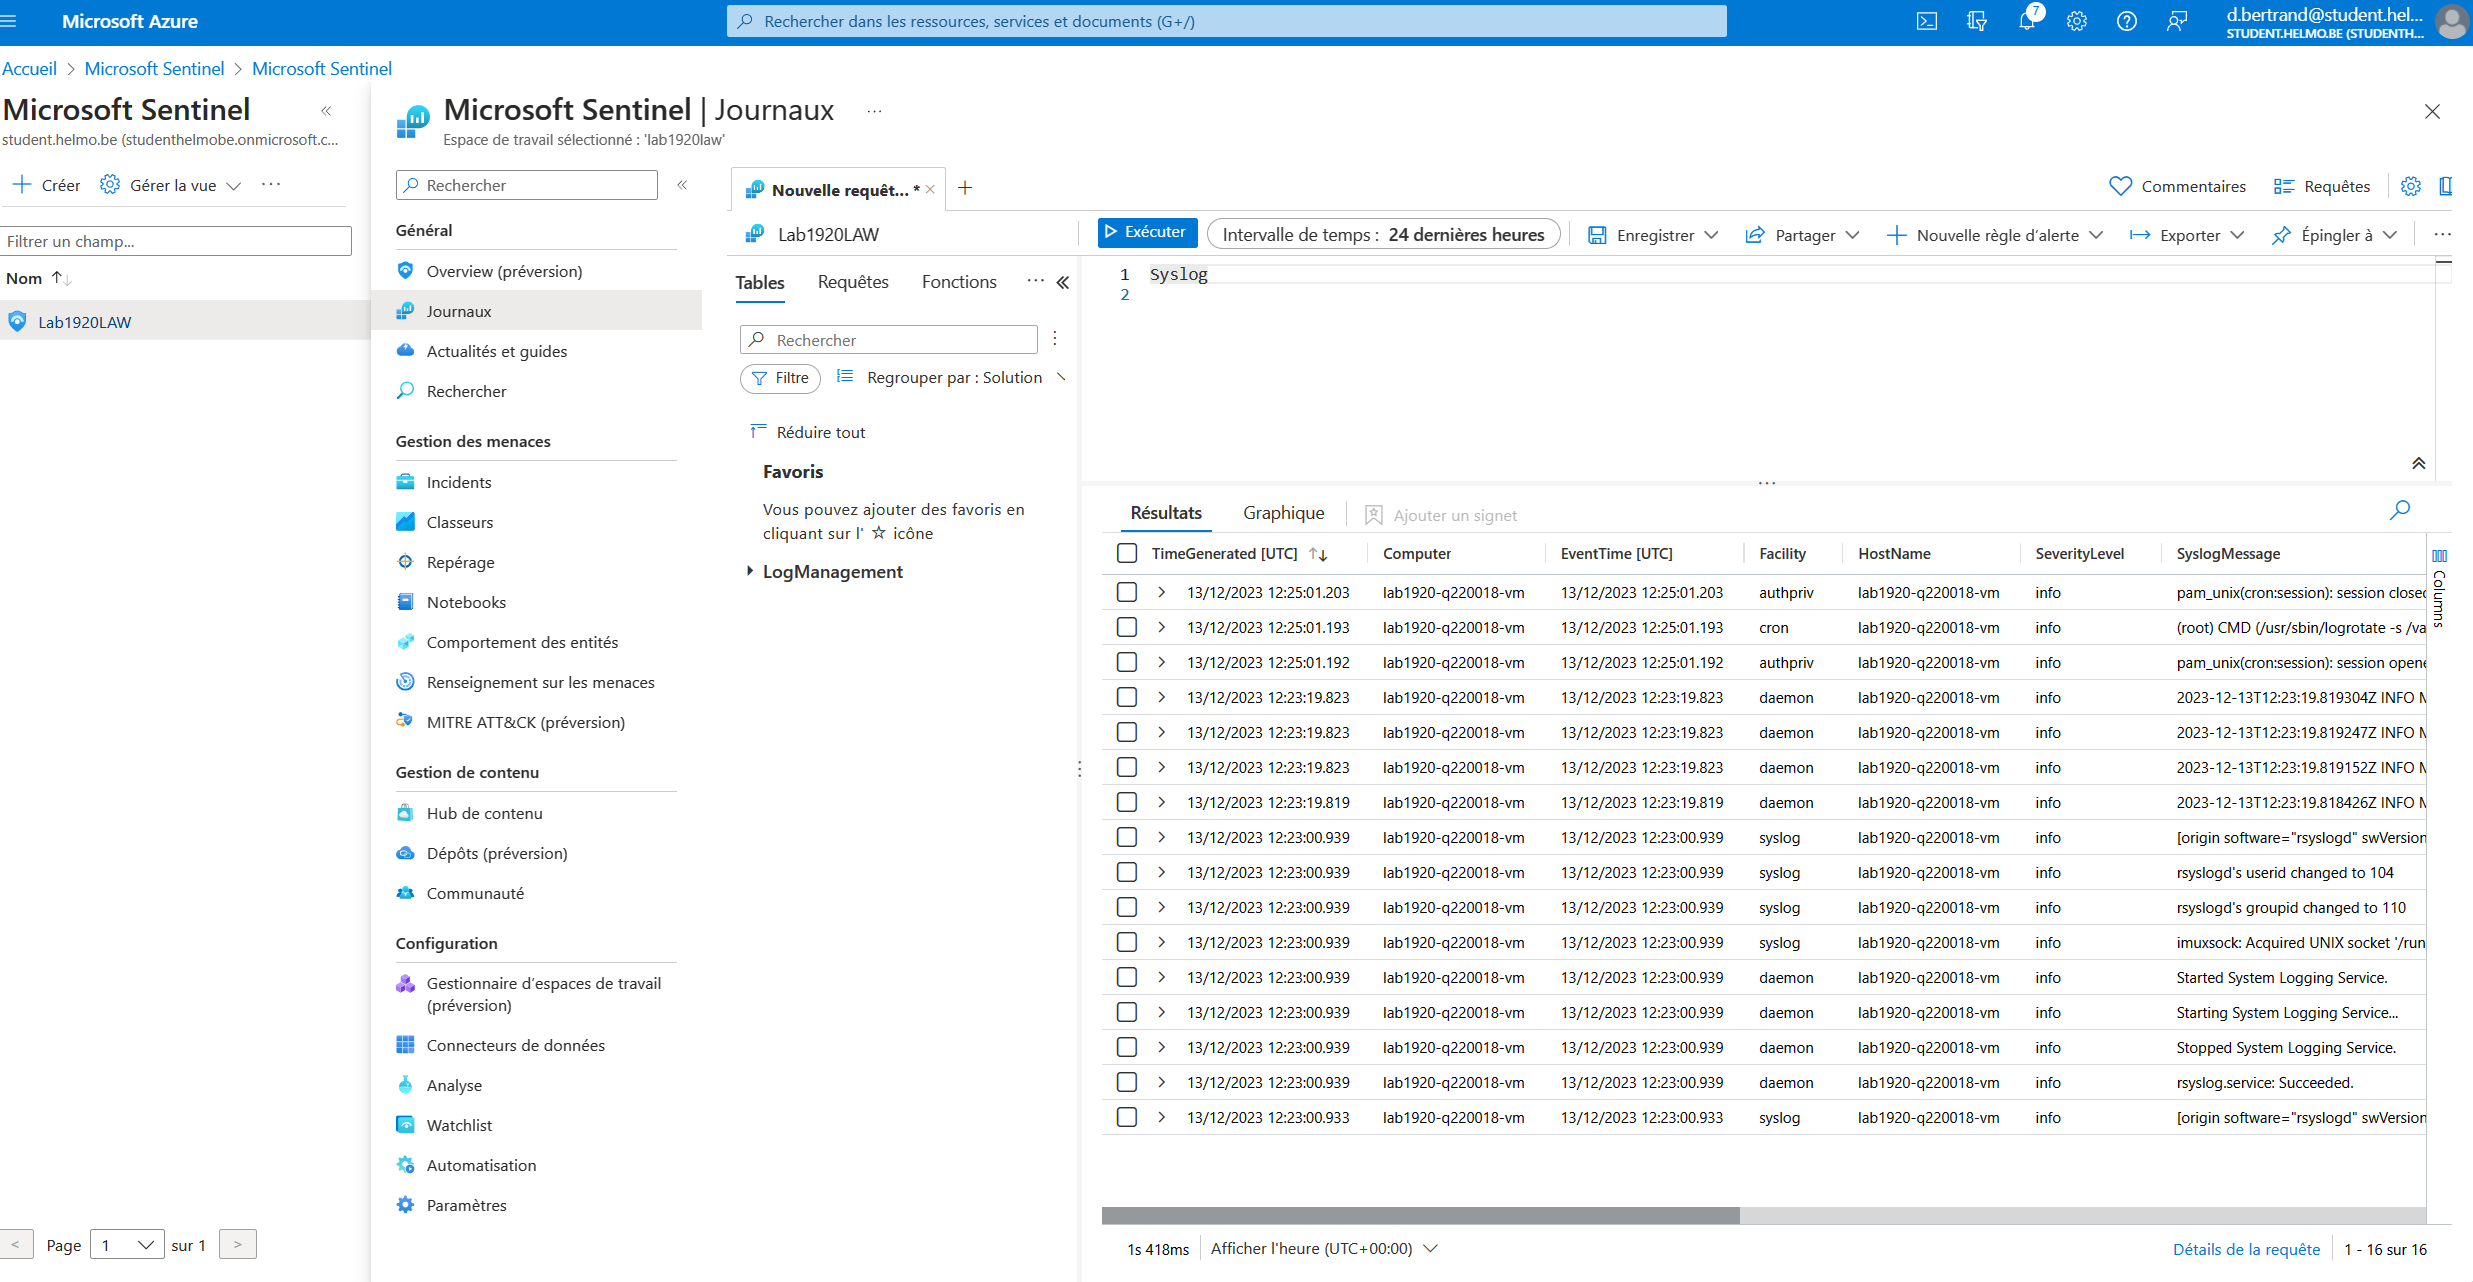 Microsoft Azure
Rechercher dans les ressources, services et documents (G+/)
7
d.bertrand@student.hel...
STUDENT.HELMO.BE (STUDENTH...
Accueil > Microsoft Sentinel > Microsoft Sentinel
Microsoft Sentinel «
student.helmo.be (studenthelmobe.onmicrosoft.c...
+ Créer Gérer la vue ...
Filtrer un champ...
Nom ↑↓
Lab1920LAW
< Page 1 sur 1 >
Microsoft Sentinel | Journaux ...
Espace de travail sélectionné : 'lab1920law'
Rechercher «
Général
Overview (préversion)
Journaux
Actualités et guides
Rechercher
Gestion des menaces
Incidents
Classeurs
Repérage
Notebooks
Comportement des entités
Renseignement sur les menaces
MITRE ATT&CK (préversion)
Gestion de contenu
Hub de contenu
Dépôts (préversion)
Communauté
Configuration
Gestionnaire d'espaces de travail
(préversion)
Connecteurs de données
Analyse
Watchlist
Automatisation
Paramètres
Nouvelle requêt... * × +
Commentaires Requêtes
Lab1920LAW
Exécuter Intervalle de temps : 24 dernières heures Enregistrer Partager + Nouvelle règle d'alerte Exporter Épingler à ...
Tables Requêtes Fonctions ... «
Rechercher
Filtre Regrouper par : Solution
Réduire tout
Favoris
Vous pouvez ajouter des favoris en
cliquant sur l' ☆ icône
LogManagement
1 Syslog
2
Résultats Graphique Ajouter un signet
TimeGenerated [UTC] ↑↓ Computer EventTime [UTC] Facility HostName SeverityLevel SyslogMessage
Columns
13/12/2023 12:25:01.203 lab1920-q220018-vm 13/12/2023 12:25:01.203 authpriv lab1920-q220018-vm info pam_unix(cron:session): session closed
13/12/2023 12:25:01.193 lab1920-q220018-vm 13/12/2023 12:25:01.193 cron lab1920-q220018-vm info (root) CMD (/usr/sbin/logrotate -s /va
13/12/2023 12:25:01.192 lab1920-q220018-vm 13/12/2023 12:25:01.192 authpriv lab1920-q220018-vm info pam_unix(cron:session): session opene
13/12/2023 12:23:19.823 lab1920-q220018-vm 13/12/2023 12:23:19.823 daemon lab1920-q220018-vm info 2023-12-13T12:23:19.819304Z INFO M
13/12/2023 12:23:19.823 lab1920-q220018-vm 13/12/2023 12:23:19.823 daemon lab1920-q220018-vm info 2023-12-13T12:23:19.819247Z INFO M
13/12/2023 12:23:19.823 lab1920-q220018-vm 13/12/2023 12:23:19.823 daemon lab1920-q220018-vm info 2023-12-13T12:23:19.819152Z INFO M
13/12/2023 12:23:19.819 lab1920-q220018-vm 13/12/2023 12:23:19.819 daemon lab1920-q220018-vm info 2023-12-13T12:23:19.818426Z INFO M
13/12/2023 12:23:00.939 lab1920-q220018-vm 13/12/2023 12:23:00.939 syslog lab1920-q220018-vm info [origin software="rsyslogd" swVersion
13/12/2023 12:23:00.939 lab1920-q220018-vm 13/12/2023 12:23:00.939 syslog lab1920-q220018-vm info rsyslogd's userid changed to 104
13/12/2023 12:23:00.939 lab1920-q220018-vm 13/12/2023 12:23:00.939 syslog lab1920-q220018-vm info rsyslogd's groupid changed to 110
13/12/2023 12:23:00.939 lab1920-q220018-vm 13/12/2023 12:23:00.939 syslog lab1920-q220018-vm info imuxsock: Acquired UNIX socket '/run
13/12/2023 12:23:00.939 lab1920-q220018-vm 13/12/2023 12:23:00.939 daemon lab1920-q220018-vm info Started System Logging Service.
13/12/2023 12:23:00.939 lab1920-q220018-vm 13/12/2023 12:23:00.939 daemon lab1920-q220018-vm info Starting System Logging Service...
13/12/2023 12:23:00.939 lab1920-q220018-vm 13/12/2023 12:23:00.939 daemon lab1920-q220018-vm info Stopped System Logging Service.
13/12/2023 12:23:00.939 lab1920-q220018-vm 13/12/2023 12:23:00.939 daemon lab1920-q220018-vm info rsyslog.service: Succeeded.
13/12/2023 12:23:00.933 lab1920-q220018-vm 13/12/2023 12:23:00.933 syslog lab1920-q220018-vm info [origin software="rsyslogd" swVersion
1s 418ms Afficher l'heure (UTC+00:00) Détails de la requête 1 - 16 sur 16